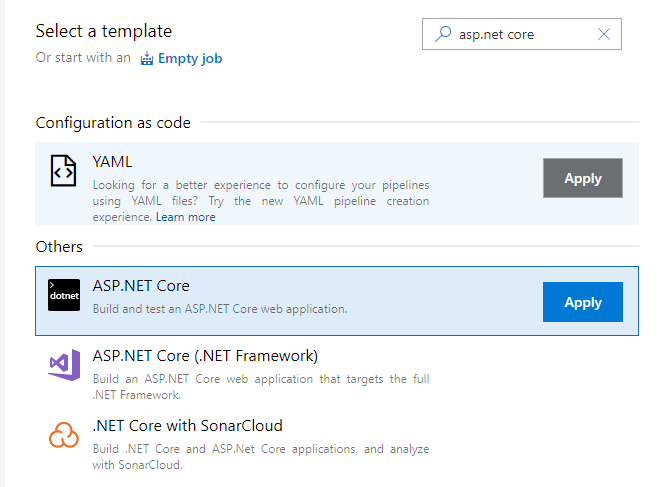 Select a template
asp.net core
Or start with an Empty job
Configuration as code
YAML
Looking for a better experience to configure your pipelines
using YAML files? Try the new YAML pipeline creation
experience. Learn more
Apply
Others
>
dotnet
ASP.NET Core
Build and test an ASP.NET Core web application.
Apply
ASP.NET Core (.NET Framework)
Build an ASP.NET Core web application that targets the full
.NET Framework.
.NET Core with SonarCloud
Build .NET Core and ASP.Net Core applications, and analyze
with SonarCloud.